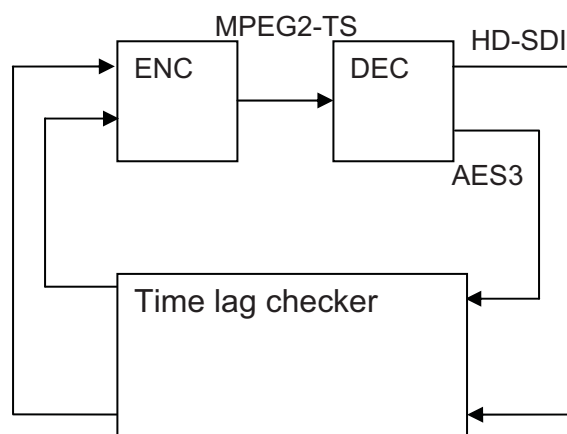 MPEG2-TS
HD-SDI
ENC
DEC
AES3
Time lag checker